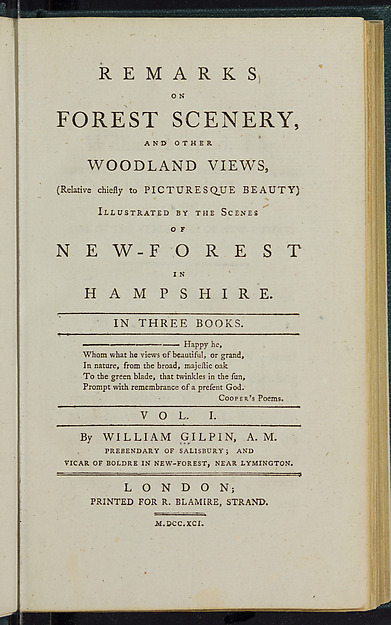 REMARKS
ON
FOREST SCENERY,
AND OTHER
WOODLAND VIEWS,
(Relative chiefly to PICTURESQUE BEAUTY)
ILLUSTRATED BY THE SCENES
OF
NEW-FOREST
IN
HAMPSHIRE.
IN THREE BOOKS.
———— Happy he,
Whom what he views of beautiful, or grand,
In nature, from the broad, majeſtic oak
To the green blade, that twinkles in the ſun,
Prompt with remembrance of a preſent God.
COOPER's Poems.
VOL. I.
By WILLIAM GILPIN, A. M.
PREBENDARY OF SALISBURY; AND
VICAR OF BOLDRE IN NEW-FOREST, NEAR LYMINGTON.
LONDON;
PRINTED FOR R. BLAMIRE, STRAND.
M.DCC.XCI.